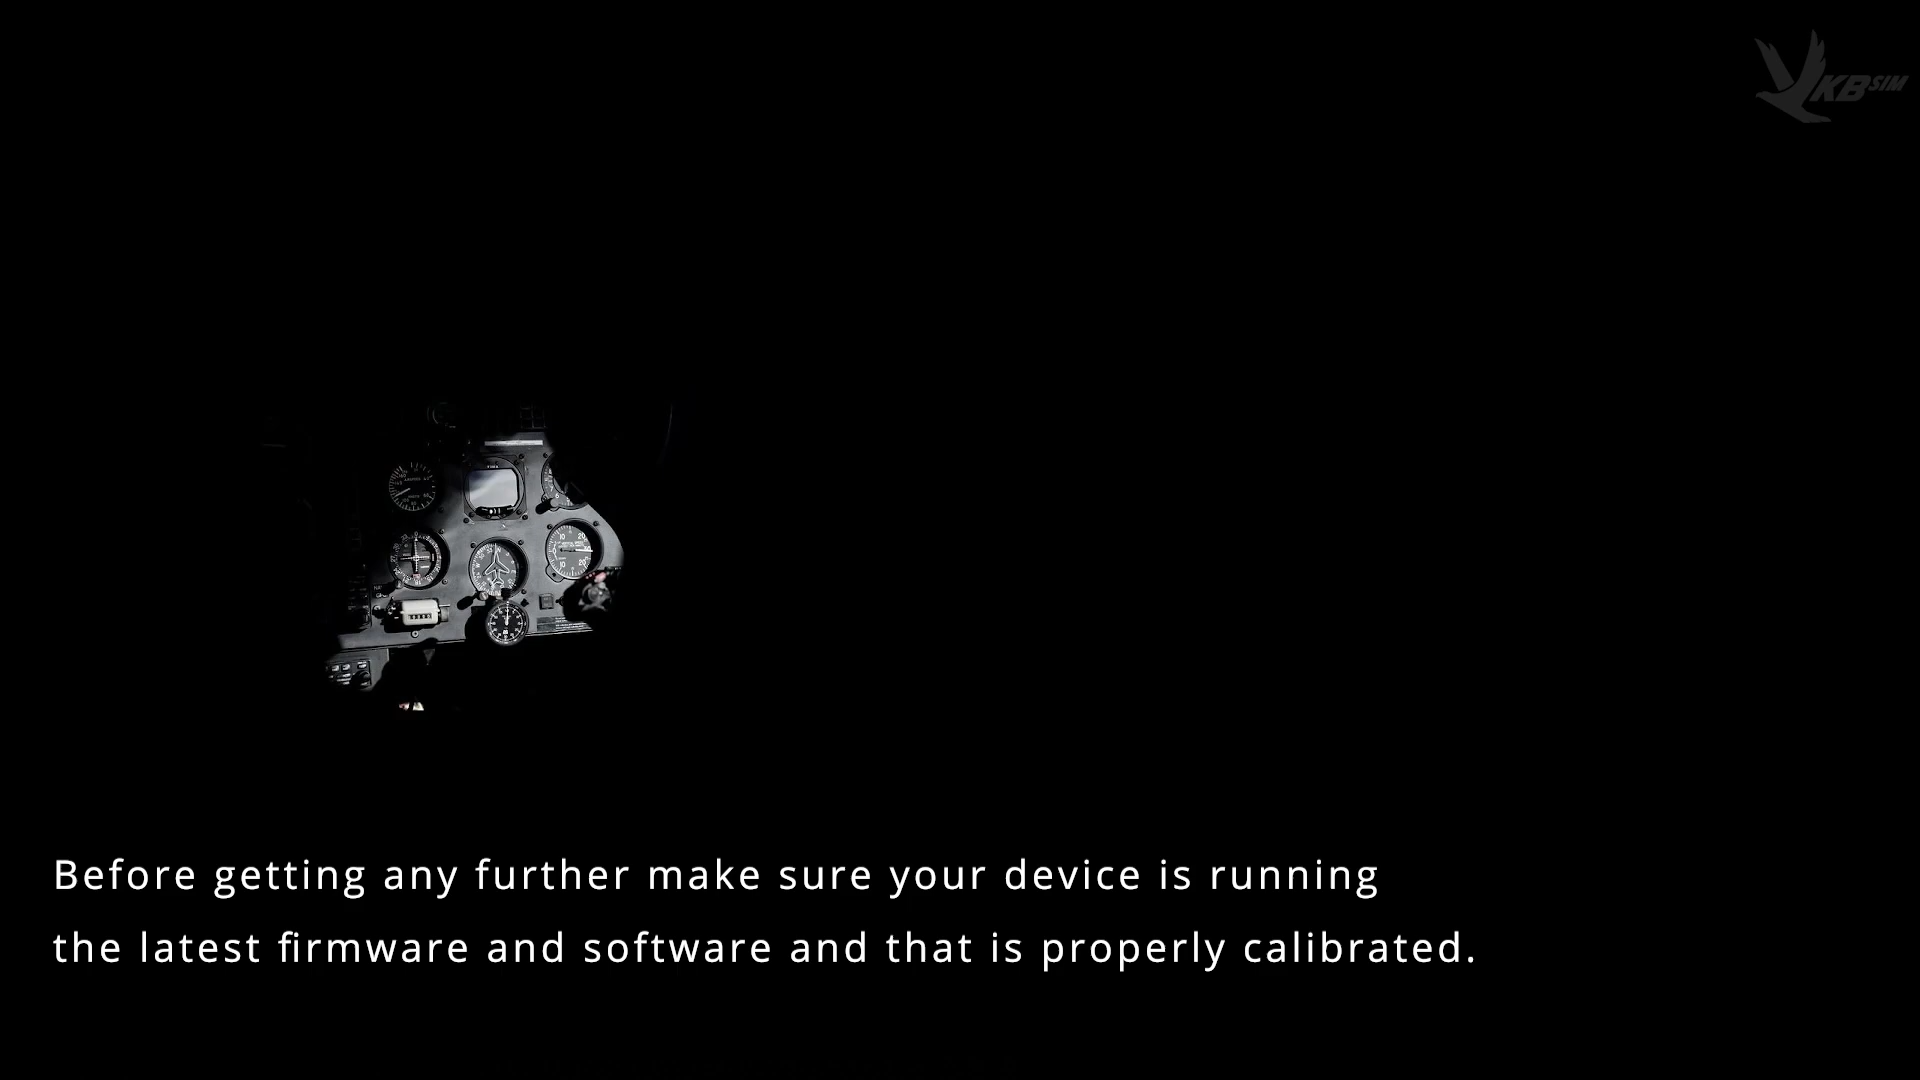 VKBSIM
Before getting any further make sure your device is running
the latest firmware and software and that is properly calibrated.